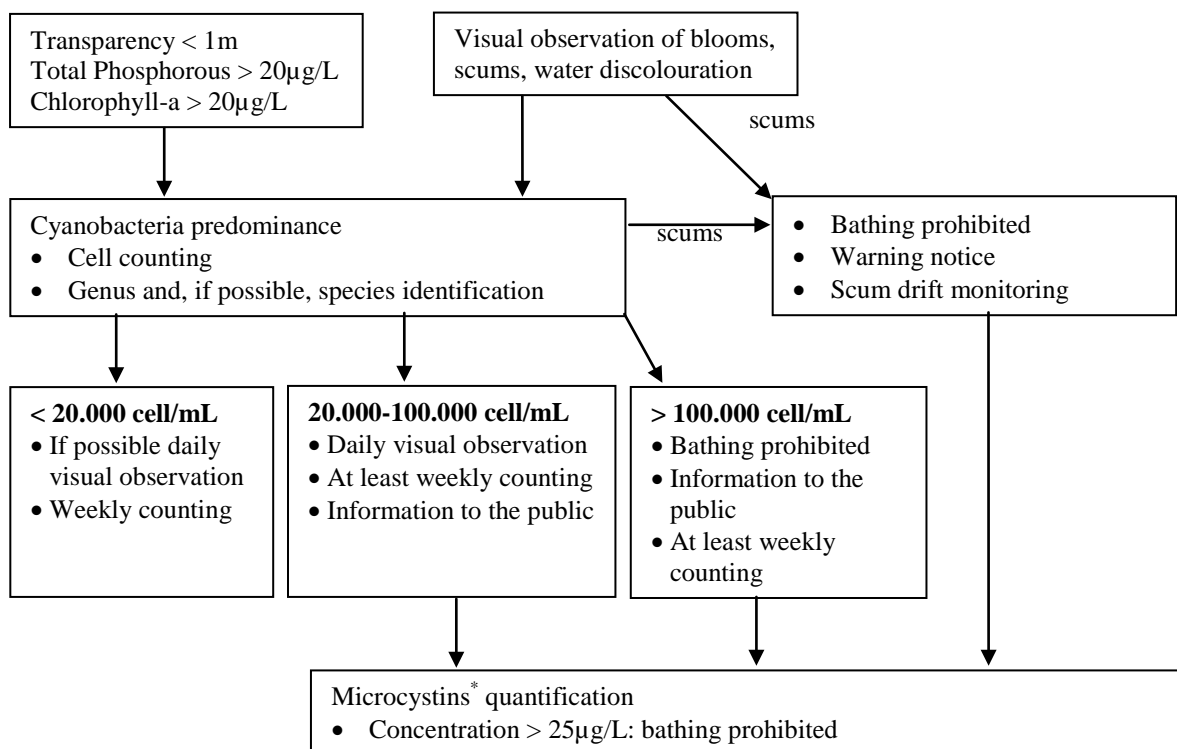 Transparency < 1m
Total Phosphorous > 20µg/L
Chlorophyll-a > 20µg/L
Visual observation of blooms,
scums, water discolouration
scums
Cyanobacteria predominance
• Cell counting
• Genus and, if possible, species identification
scums
• Bathing prohibited
• Warning notice
• Scum drift monitoring
< 20.000 cell/mL
• If possible daily
visual observation
• Weekly counting
20.000-100.000 cell/mL
• Daily visual observation
• At least weekly counting
• Information to the public
> 100.000 cell/mL
• Bathing prohibited
• Information to the
public
• At least weekly
counting
Microcystins* quantification
• Concentration > 25µg/L: bathing prohibited